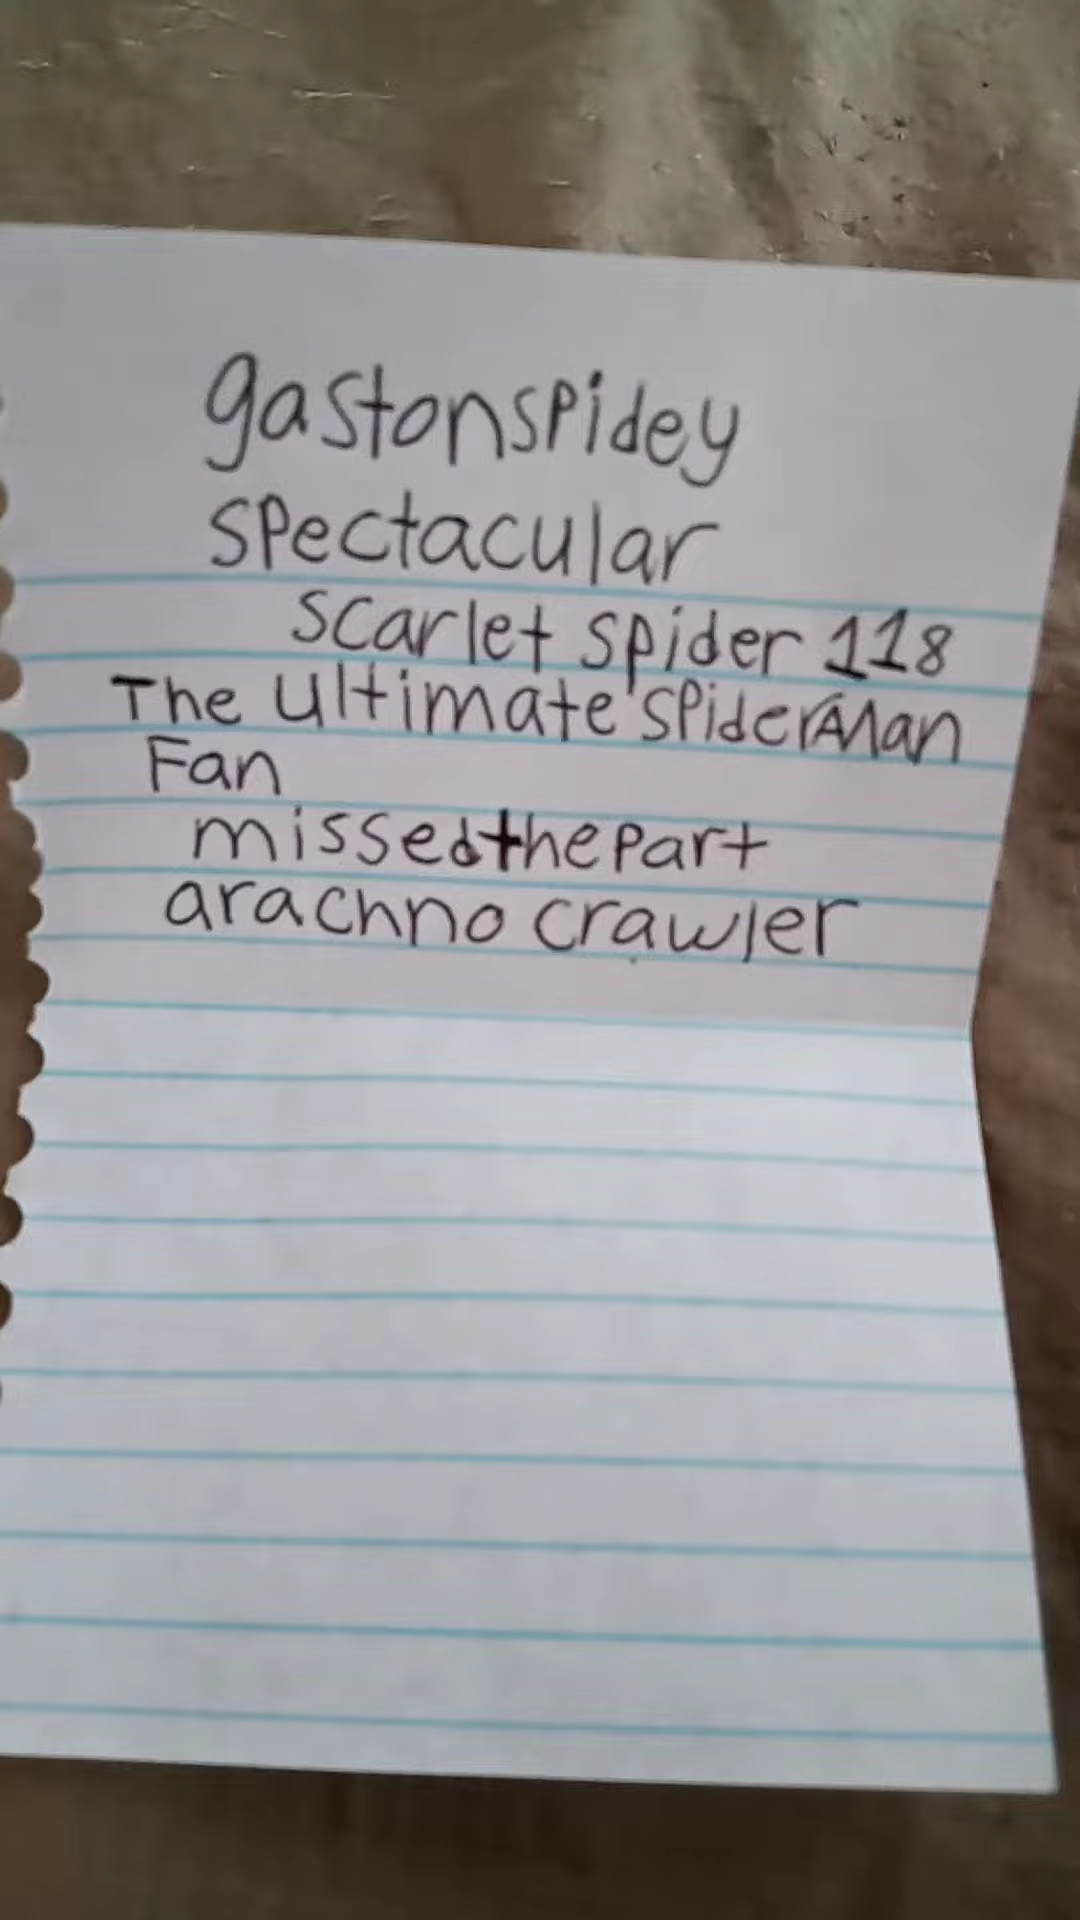 gastonspidey
spectacular
scarlet spider 118
The ultimate spiderMan
Fan
missedthepart
arachno crawler